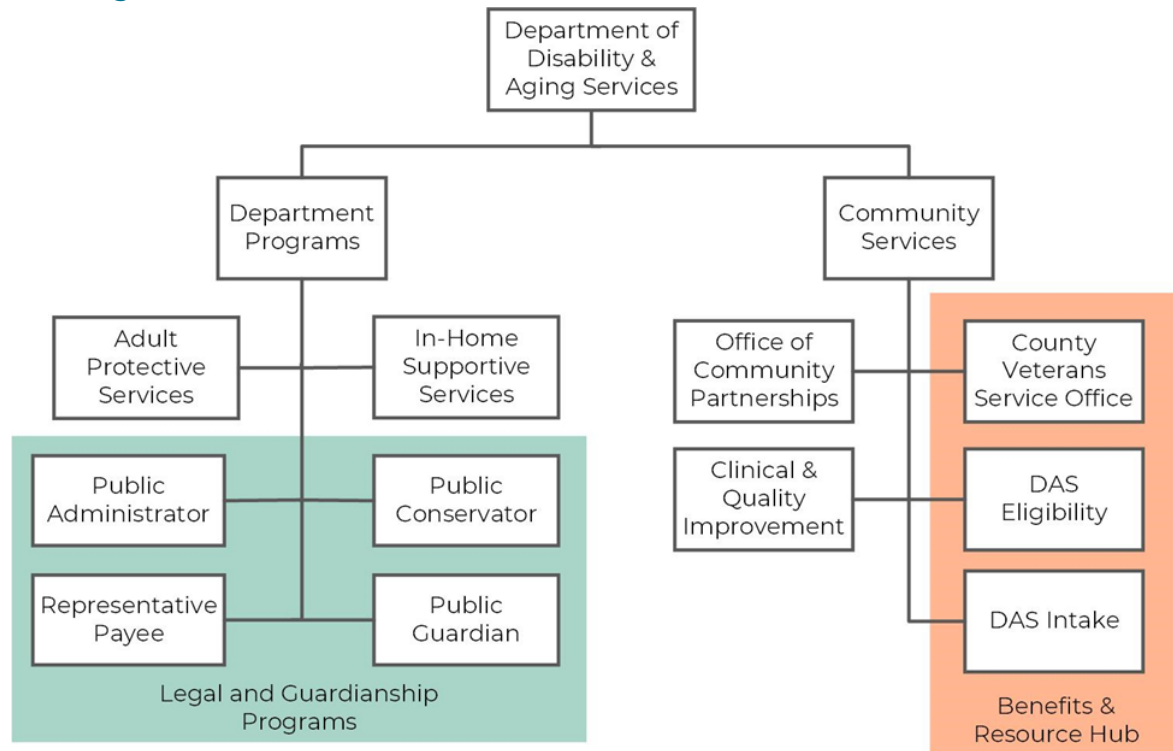 Department of
Disability &
Aging Services
Department
Programs
Community
Services
Adult
Protective
Services
In-Home
Supportive
Services
Office of
Community
Partnerships
County
Veterans
Service Office
Public
Administrator
Public
Conservator
Clinical &
Quality
Improvement
DAS
Eligibility
Representative
Payee
Public
Guardian
DAS Intake
Legal and Guardianship
Programs
Benefits &
Resource Hub